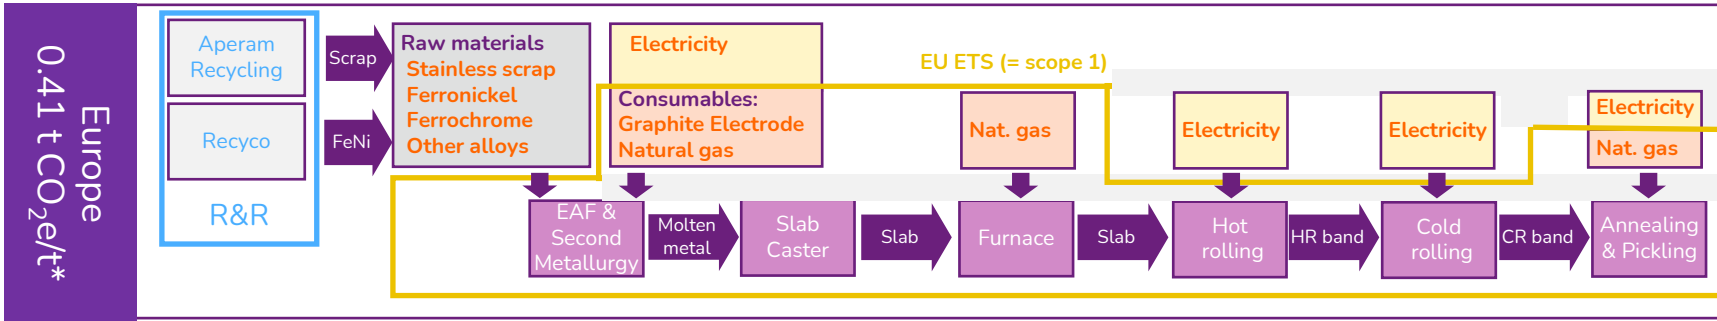 Europe
0.41 t CO₂e/t*
Aperam
Recycling
Recyco
R&R
Scrap
FeNi
Raw materials
Stainless scrap
Ferronickel
Ferrochrome
Other alloys
Electricity
Consumables:
Graphite Electrode
Natural gas
EU ETS (= scope 1)
Nat. gas
Electricity
Electricity
Electricity
Nat. gas
EAF &
Second
Metallurgy
Molten
metal
Slab
Caster
Slab
Furnace
Slab
Hot
rolling
HR band
Cold
rolling
CR band
Annealing
& Pickling